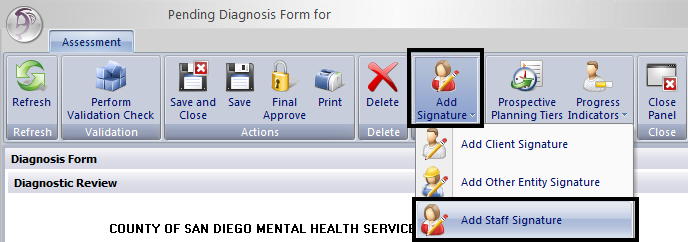 Pending Diagnosis Form for
Assessment
Refresh
Perform Validation Check
Save and Close
Save
Final Approve
Print
Delete
Add Signature
Prospective Planning Tiers
Progress Indicators
Close Panel
Refresh
Validation
Actions
Delete
Close
Add Client Signature
Add Other Entity Signature
Add Staff Signature
Diagnosis Form
Diagnostic Review
COUNTY OF SAN DIEGO MENTAL HEALTH SERVICE